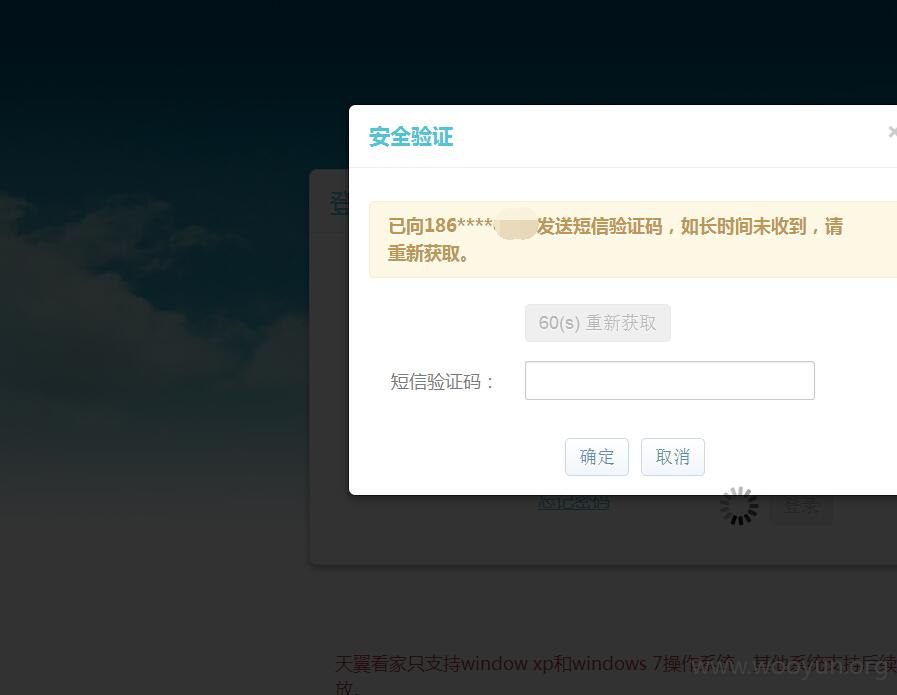 安全验证
登
已向186****发送短信验证码，如长时间未收到，请
重新获取。
60(s) 重新获取
短信验证码：
确定 取消
忘记密码 登录
天翼看家只支持window xp和windows 7操作系统，其他系统支持后续
放。
www.wooyun.org